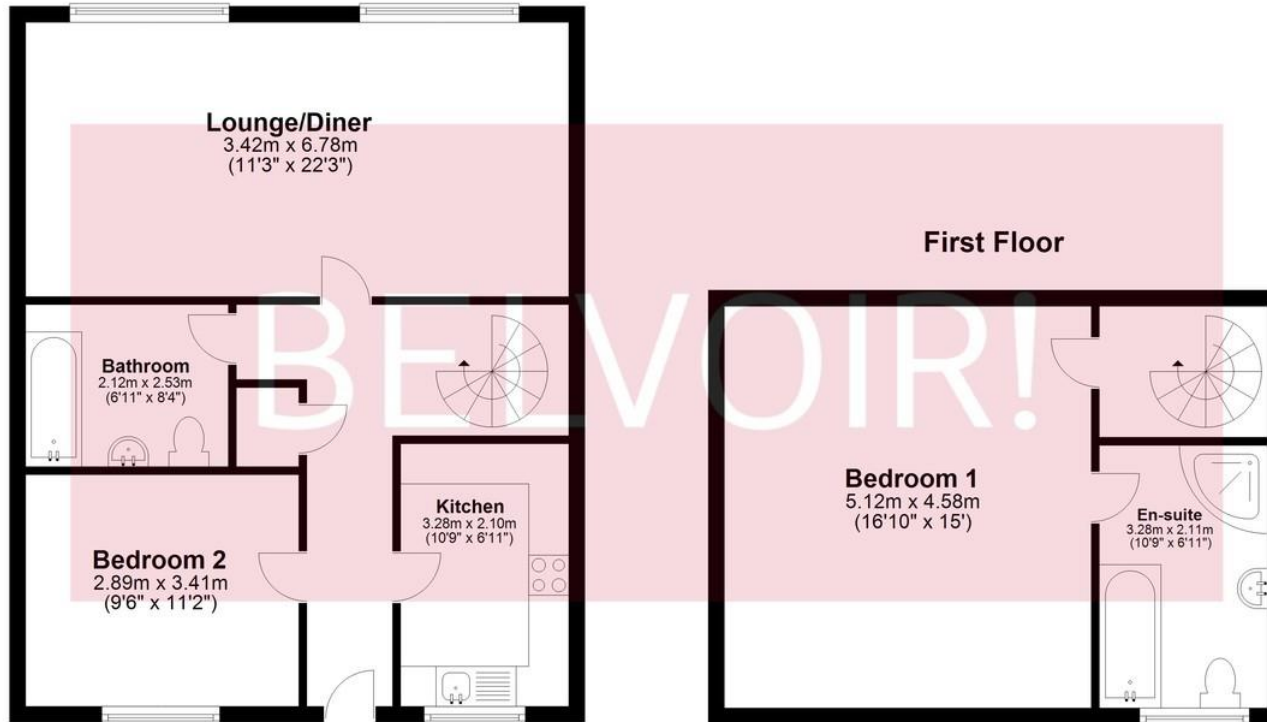 Lounge/Diner
3.42m x 6.78m
(11'3" x 22'3")
First Floor
BELVOIR!
Bathroom
2.12m x 2.53m
(6'11" x 8'4")
Kitchen
3.28m x 2.10m
(10'9" x 6'11")
Bedroom 2
2.89m x 3.41m
(9'6" x 11'2")
Bedroom 1
5.12m x 4.58m
(16'10" x 15')
En-suite
3.28m x 2.11m
(10'9" x 6'11")